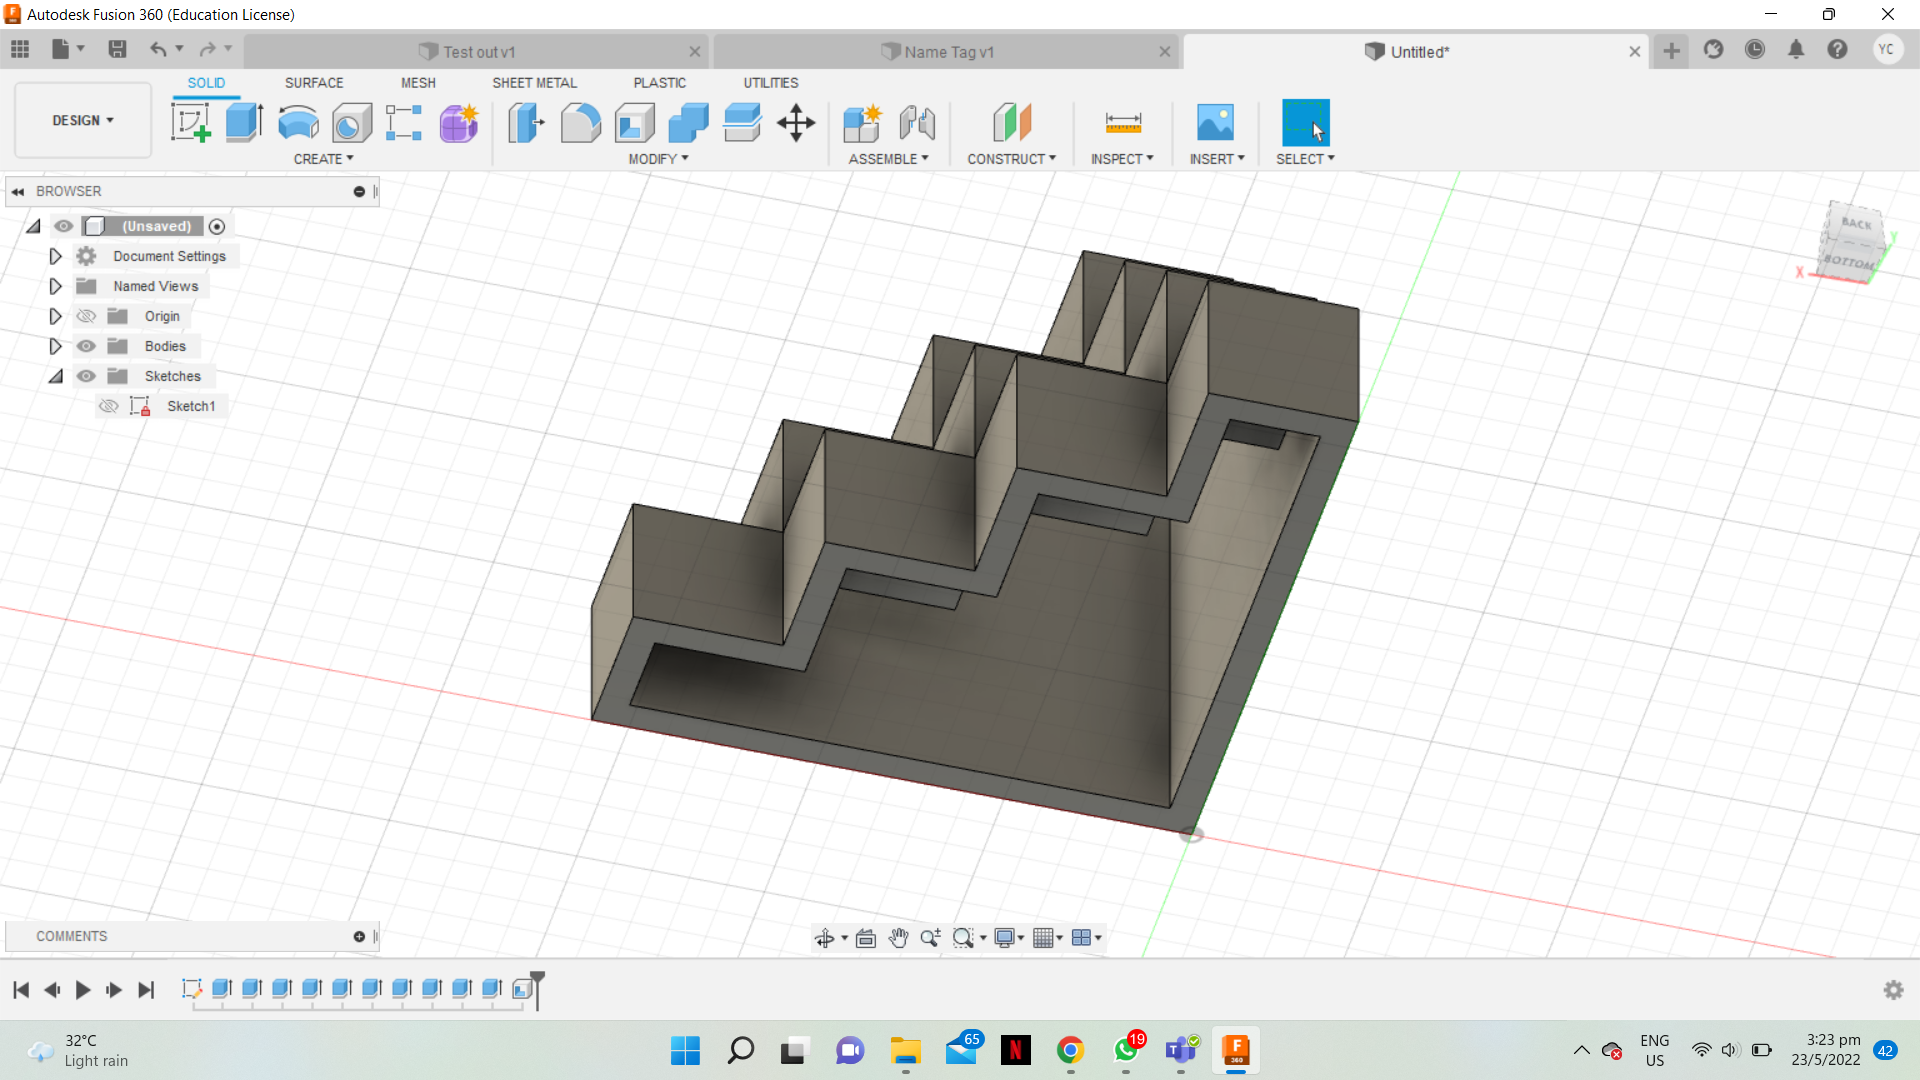 Autodesk Fusion 360 (Education License)
Test out v1
Name Tag v1
Untitled*
YC
DESIGN
SOLID
SURFACE
MESH
SHEET METAL
PLASTIC
UTILITIES
CREATE
MODIFY
ASSEMBLE
CONSTRUCT
INSPECT
INSERT
SELECT
BROWSER
(Unsaved)
Document Settings
Named Views
Origin
Bodies
Sketches
Sketch1
BACK
BOTTOM
X
Y
COMMENTS
32°C
Light rain
65
N
19
T
F
360
ENG
US
3:23 pm
23/5/2022
42